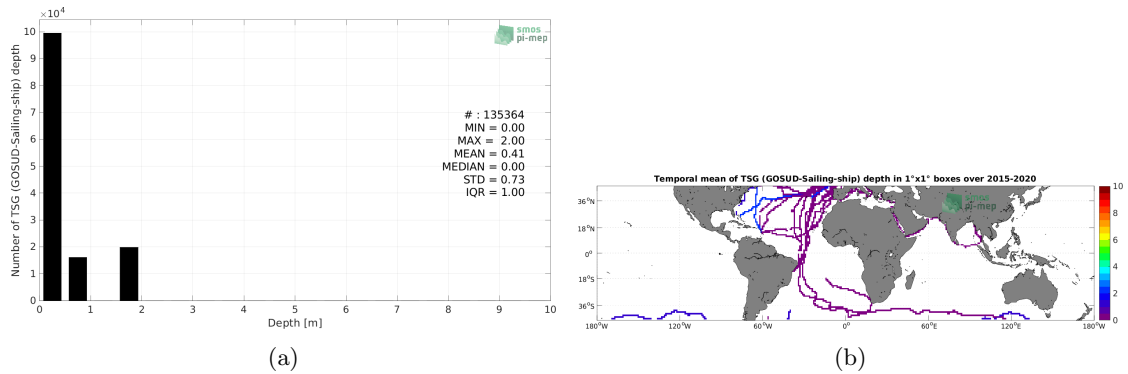 ×10⁴
10
9
8
7
6
5
4
3
2
1
0
Number of TSG (GOSUD-Sailing-ship) depth
smos
pi-mep
# : 135364
MIN = 0.00
MAX = 2.00
MEAN = 0.41
MEDIAN = 0.00
STD = 0.73
IQR = 1.00
0 1 2 3 4 5 6 7 8 9 10
Depth [m]
(a)
Temporal mean of TSG (GOSUD-Sailing-ship) depth in 1°x1° boxes over 2015-2020
smos
pi-mep
36°N
18°N
0°
18°S
36°S
180°W 120°W 60°W 0° 60°E 120°E 180°W
10
8
6
4
2
0
(b)